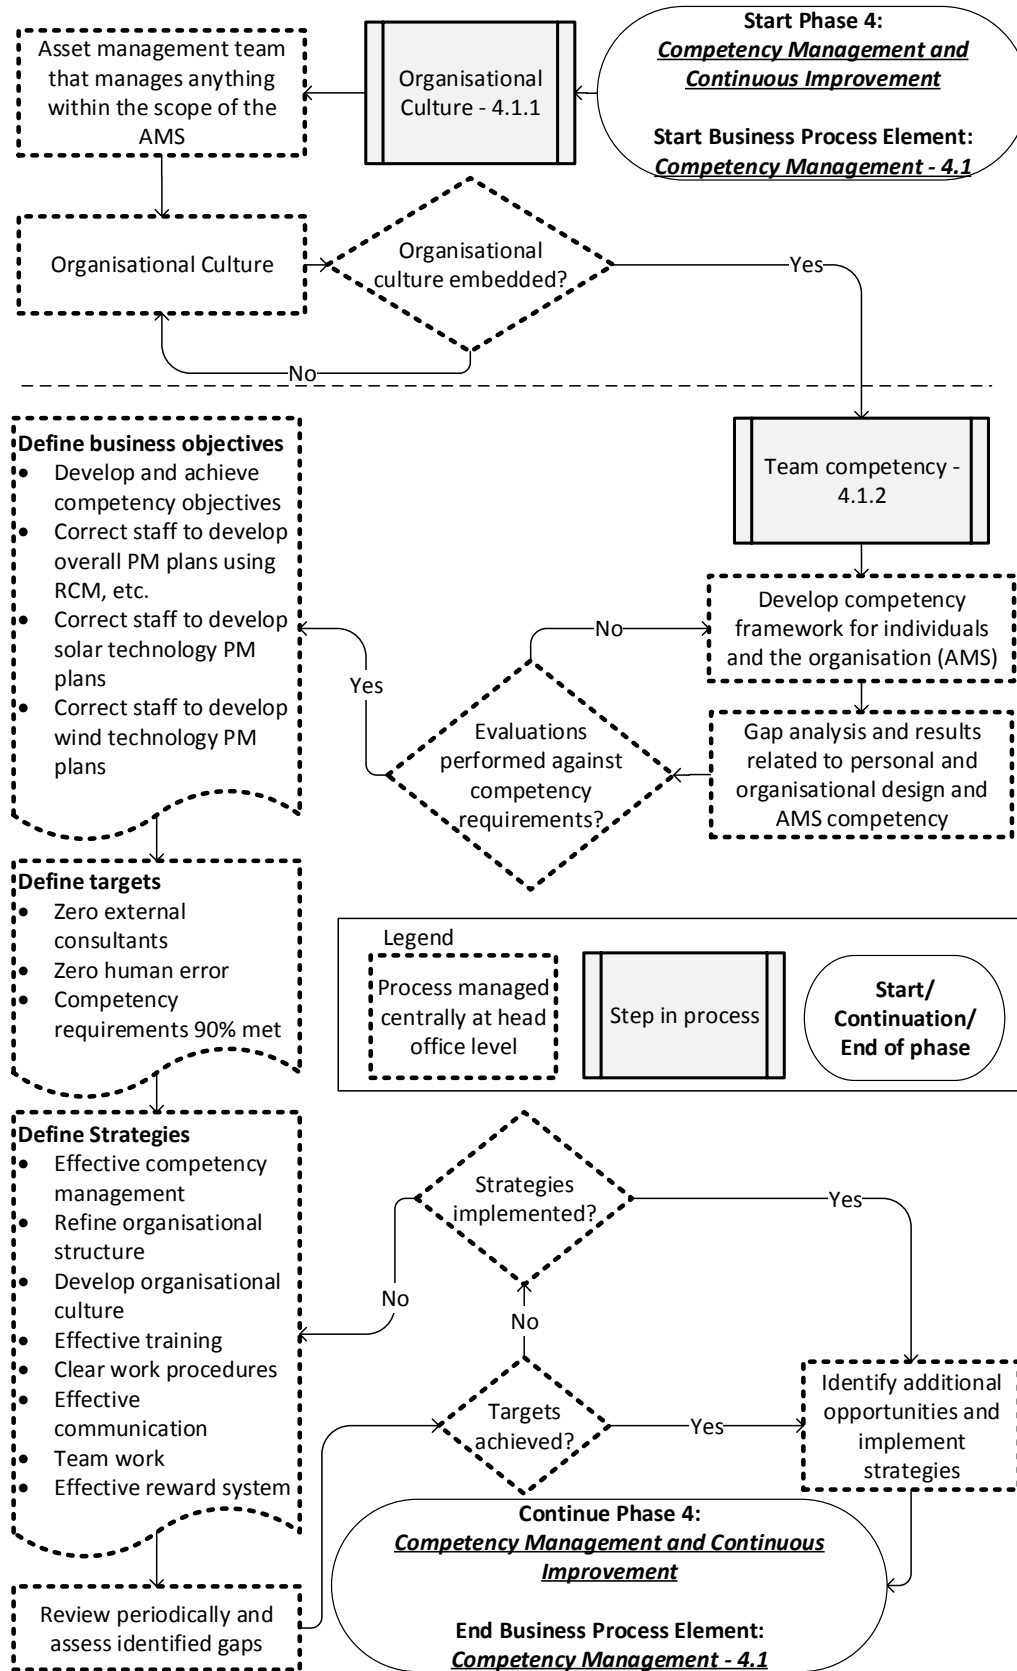 Start Phase 4:
Competency Management and
Continuous Improvement
Start Business Process Element:
Competency Management - 4.1
Organisational
Culture - 4.1.1
Asset management team
that manages anything
within the scope of the
AMS
Organisational Culture
Organisational
culture embedded?
Yes
No
Team competency -
4.1.2
Develop competency
framework for individuals
and the organisation (AMS)
Gap analysis and results
related to personal and
organisational design and
AMS competency
Evaluations
performed against
competency
requirements?
No
Yes
Define business objectives
• Develop and achieve
competency objectives
• Correct staff to develop
overall PM plans using
RCM, etc.
• Correct staff to develop
solar technology PM
plans
• Correct staff to develop
wind technology PM
plans
Define targets
• Zero external
consultants
• Zero human error
• Competency
requirements 90% met
Legend
Process managed
centrally at head
office level
Step in process
Start/
Continuation/
End of phase
Define Strategies
• Effective competency
management
• Refine organisational
structure
• Develop organisational
culture
• Effective training
• Clear work procedures
• Effective
communication
• Team work
• Effective reward system
Review periodically and
assess identified gaps
Targets
achieved?
No
Yes
Strategies
implemented?
No
Yes
Identify additional
opportunities and
implement
strategies
Continue Phase 4:
Competency Management and Continuous
Improvement
End Business Process Element:
Competency Management - 4.1